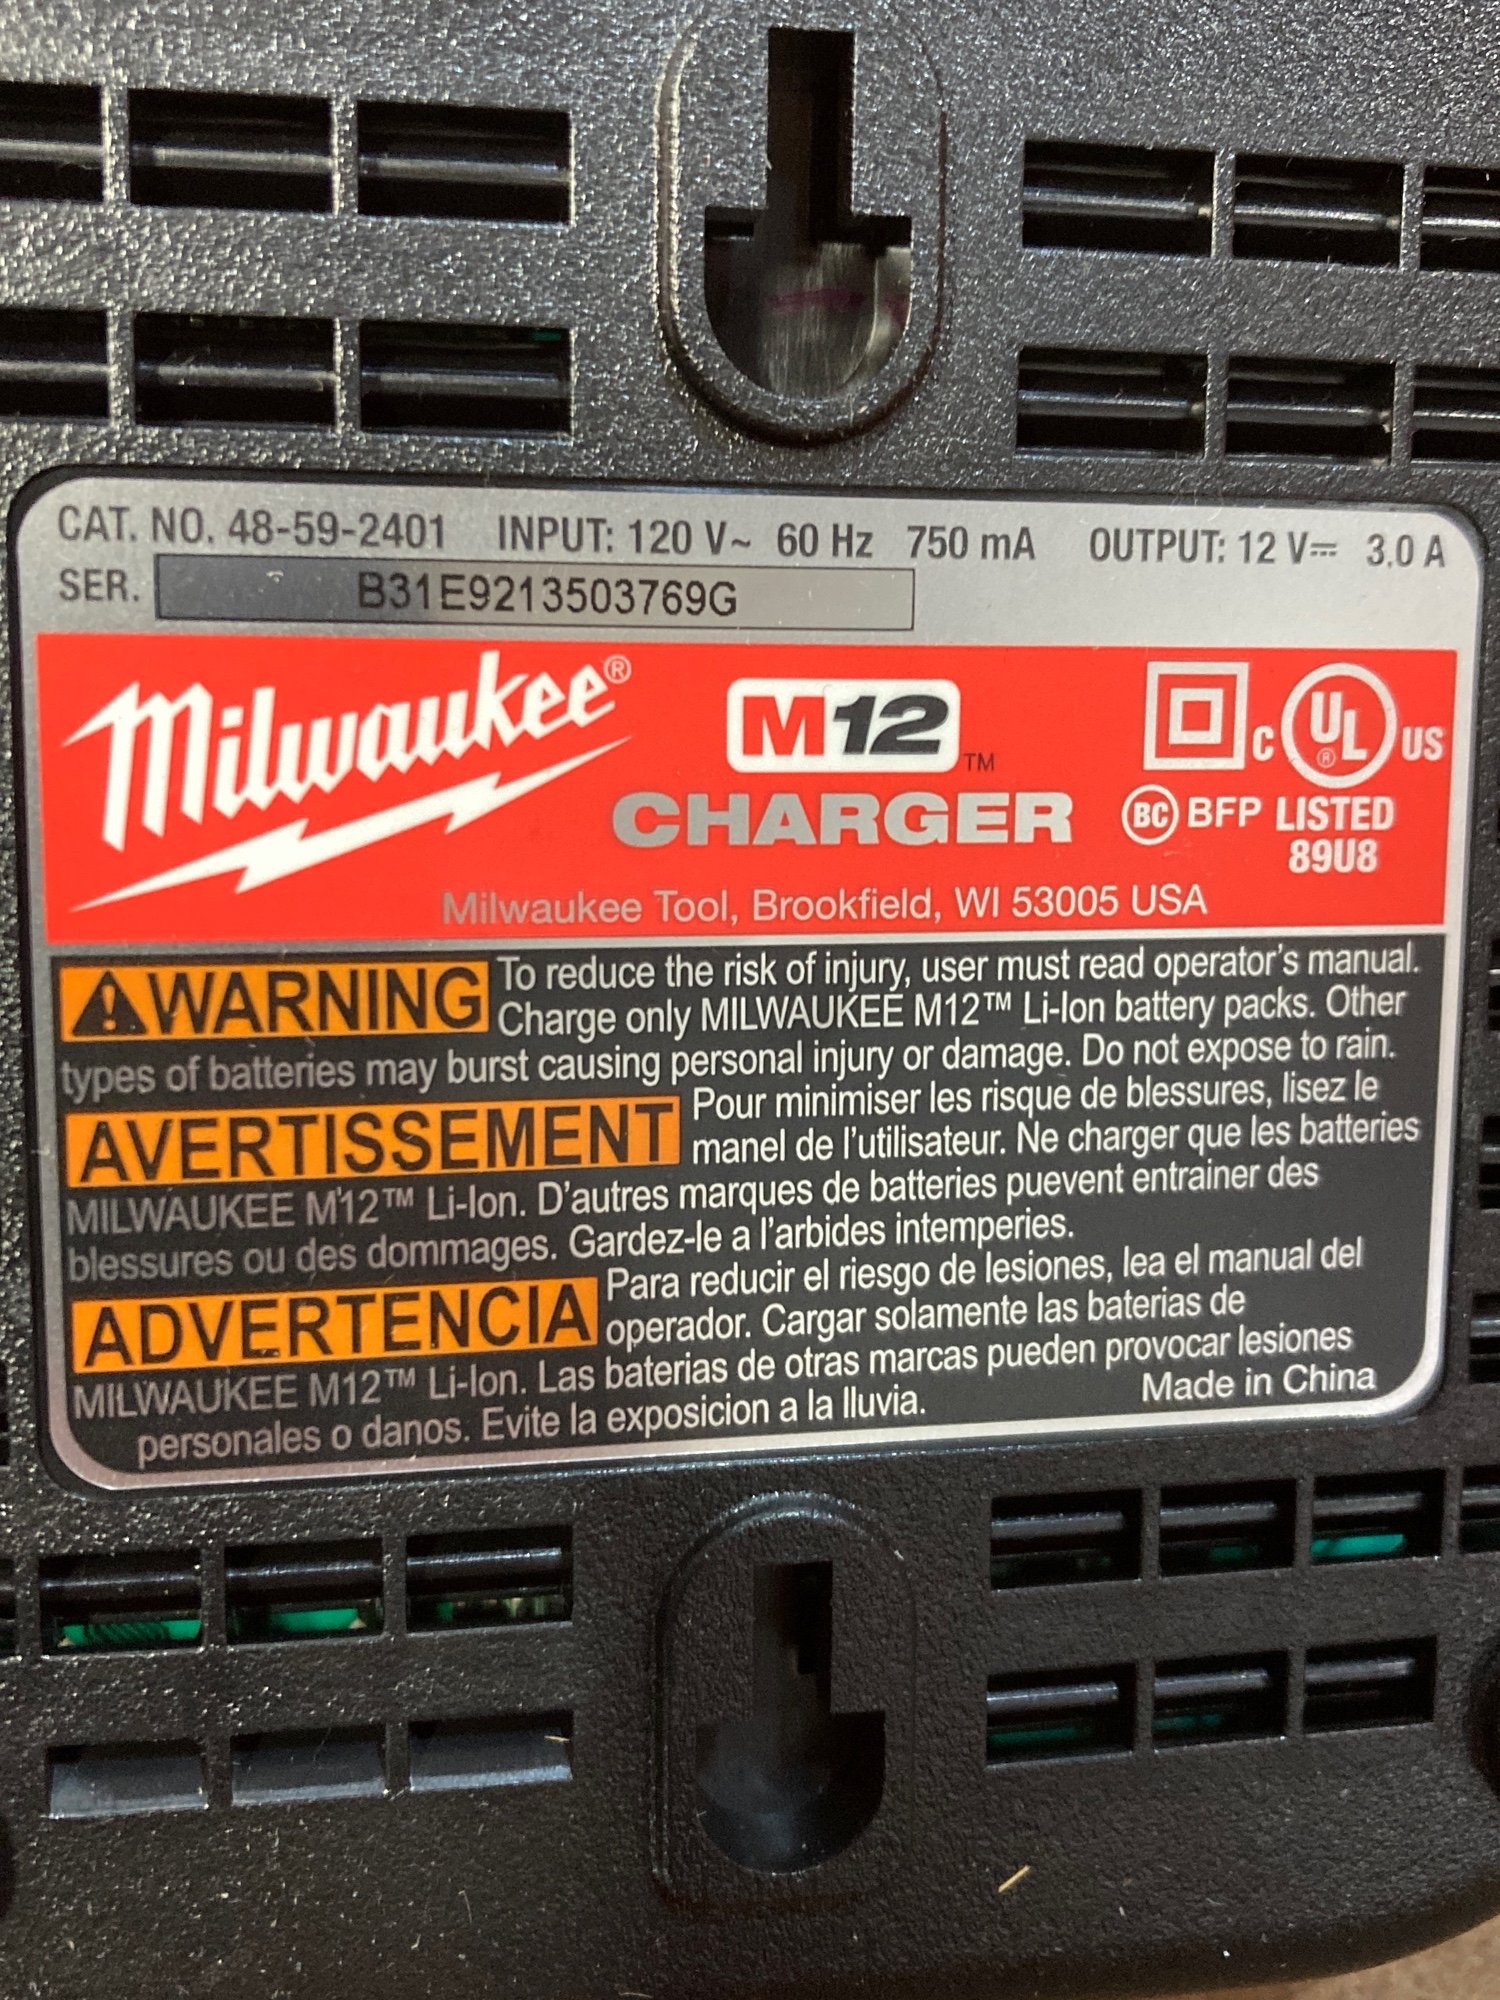 CAT. NO. 48-59-2401 INPUT: 120 V~ 60 Hz 750 mA OUTPUT: 12 V⎓ 3.0 A
SER. B31E9213503769G
Milwaukee®
M12™
CHARGER
C UL® US
BC BFP LISTED
89U8
Milwaukee Tool, Brookfield, WI 53005 USA
⚠WARNING To reduce the risk of injury, user must read operator's manual.
Charge only MILWAUKEE M12™ Li-Ion battery packs. Other
types of batteries may burst causing personal injury or damage. Do not expose to rain.
AVERTISSEMENT Pour minimiser les risque de blessures, lisez le
manel de l'utilisateur. Ne charger que les batteries
MILWAUKEE M12™ Li-Ion. D'autres marques de batteries puevent entrainer des
blessures ou des dommages. Gardez-le a l'arbides intemperies.
ADVERTENCIA Para reducir el riesgo de lesiones, lea el manual del
operador. Cargar solamente las baterias de
MILWAUKEE M12™ Li-Ion. Las baterias de otras marcas pueden provocar lesiones
personales o danos. Evite la exposicion a la lluvia.
Made in China